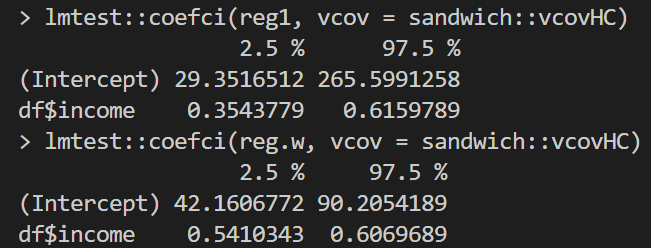 > lmtest::coefci(reg1, vcov = sandwich::vcovHC)
2.5 % 97.5 %
(Intercept) 29.3516512 265.5991258
df$income 0.3543779 0.6159789
> lmtest::coefci(reg.w, vcov = sandwich::vcovHC)
2.5 % 97.5 %
(Intercept) 42.1606772 90.2054189
df$income 0.5410343 0.6069689